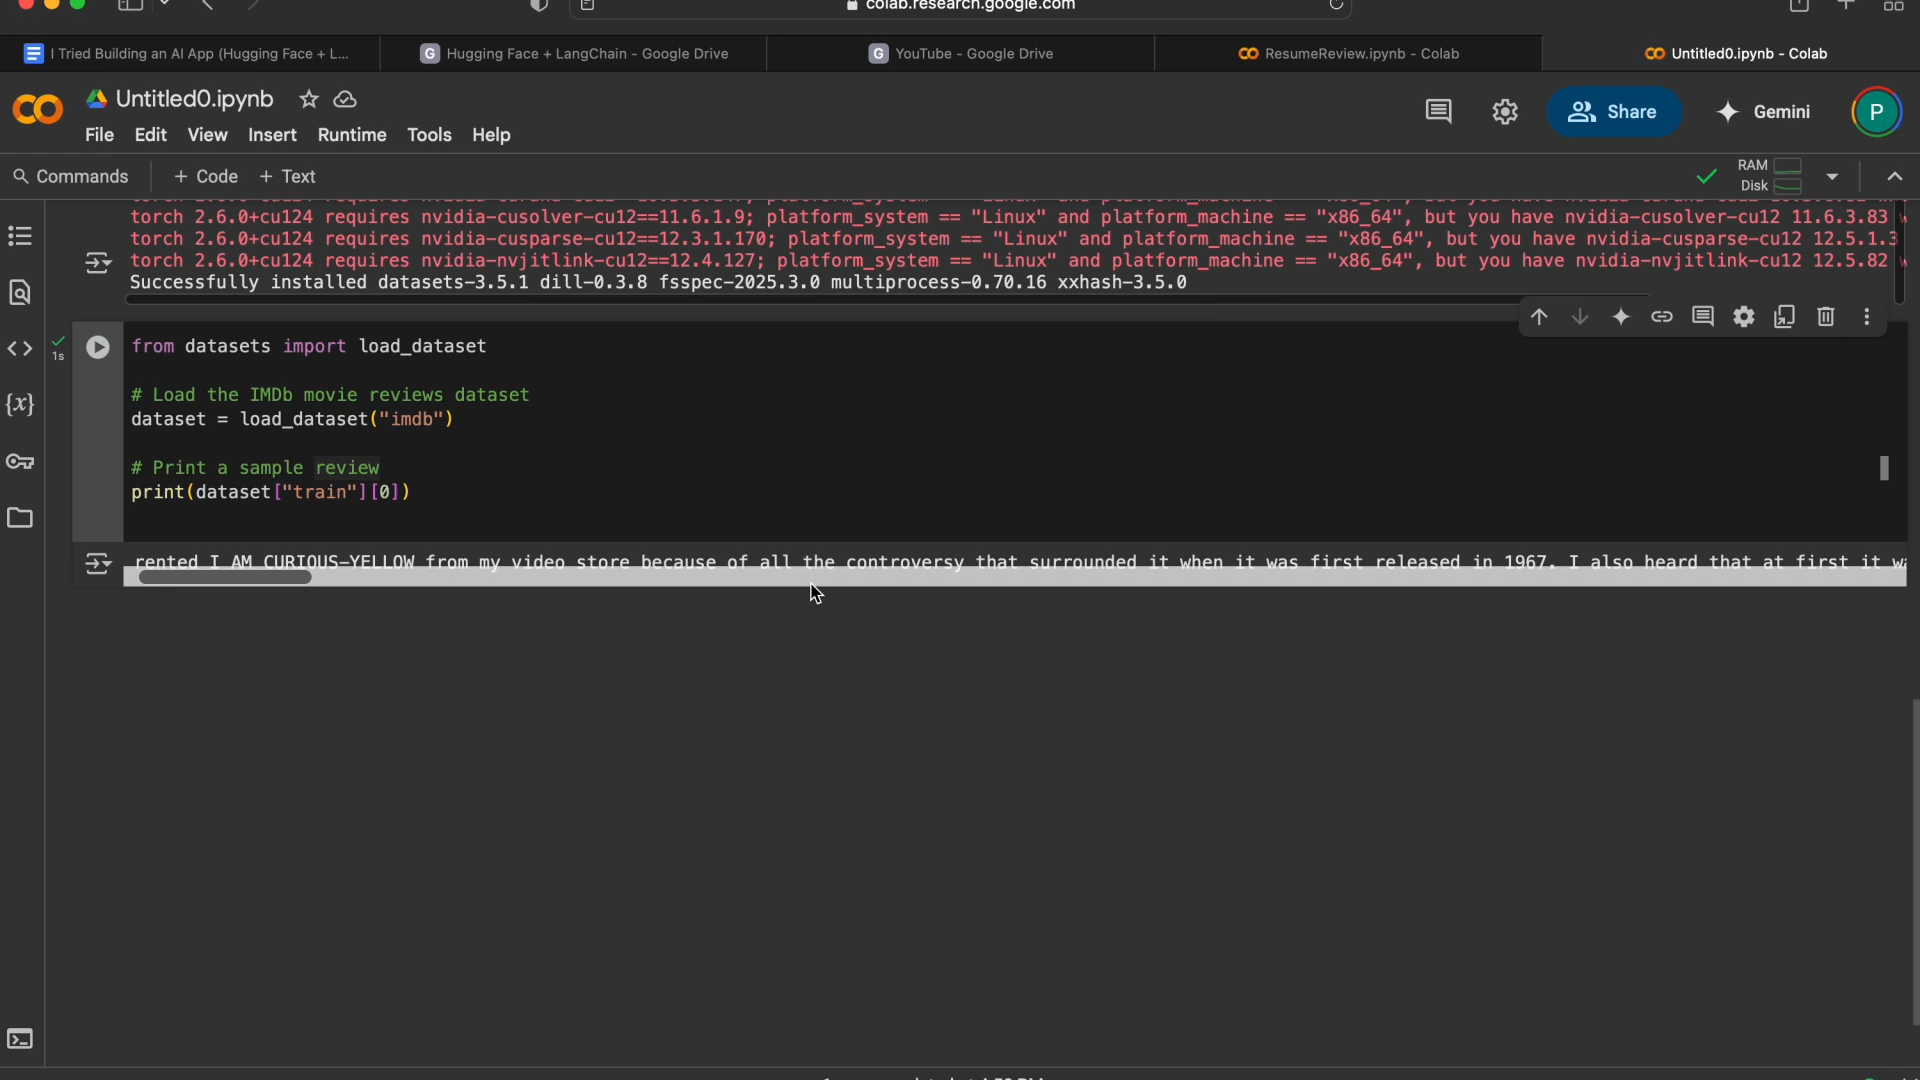 colab.research.google.com
I Tried Building an AI App (Hugging Face + L...
Hugging Face + LangChain - Google Drive
YouTube - Google Drive
ResumeReview.ipynb - Colab
Untitled0.ipynb - Colab
Untitled0.ipynb
File Edit View Insert Runtime Tools Help
Share
Gemini
P
Commands + Code + Text
RAM
Disk
torch 2.6.0+cu124 requires nvidia-cusolver-cu12==11.6.1.9; platform_system == "Linux" and platform_machine == "x86_64", but you have nvidia-cusolver-cu12 11.6.3.83 w
torch 2.6.0+cu124 requires nvidia-cusparse-cu12==12.3.1.170; platform_system == "Linux" and platform_machine == "x86_64", but you have nvidia-cusparse-cu12 12.5.1.3
torch 2.6.0+cu124 requires nvidia-nvjitlink-cu12==12.4.127; platform_system == "Linux" and platform_machine == "x86_64", but you have nvidia-nvjitlink-cu12 12.5.82 w
Successfully installed datasets-3.5.1 dill-0.3.8 fsspec-2025.3.0 multiprocess-0.70.16 xxhash-3.5.0
1s
from datasets import load_dataset
# Load the IMDb movie reviews dataset
dataset = load_dataset("imdb")
# Print a sample review
print(dataset["train"][0])
rented I AM CURIOUS-YELLOW from my video store because of all the controversy that surrounded it when it was first released in 1967. I also heard that at first it wa